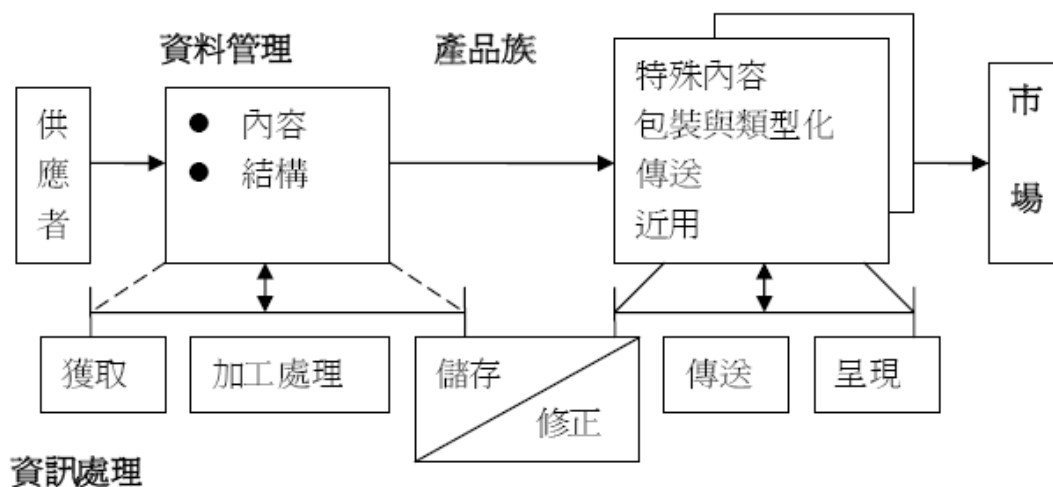 資料管理
產品族
供應者
● 內容
● 結構
特殊內容
包裝與類型化
傳送
近用
市場
獲取
加工處理
儲存
修正
傳送
呈現
資訊處理